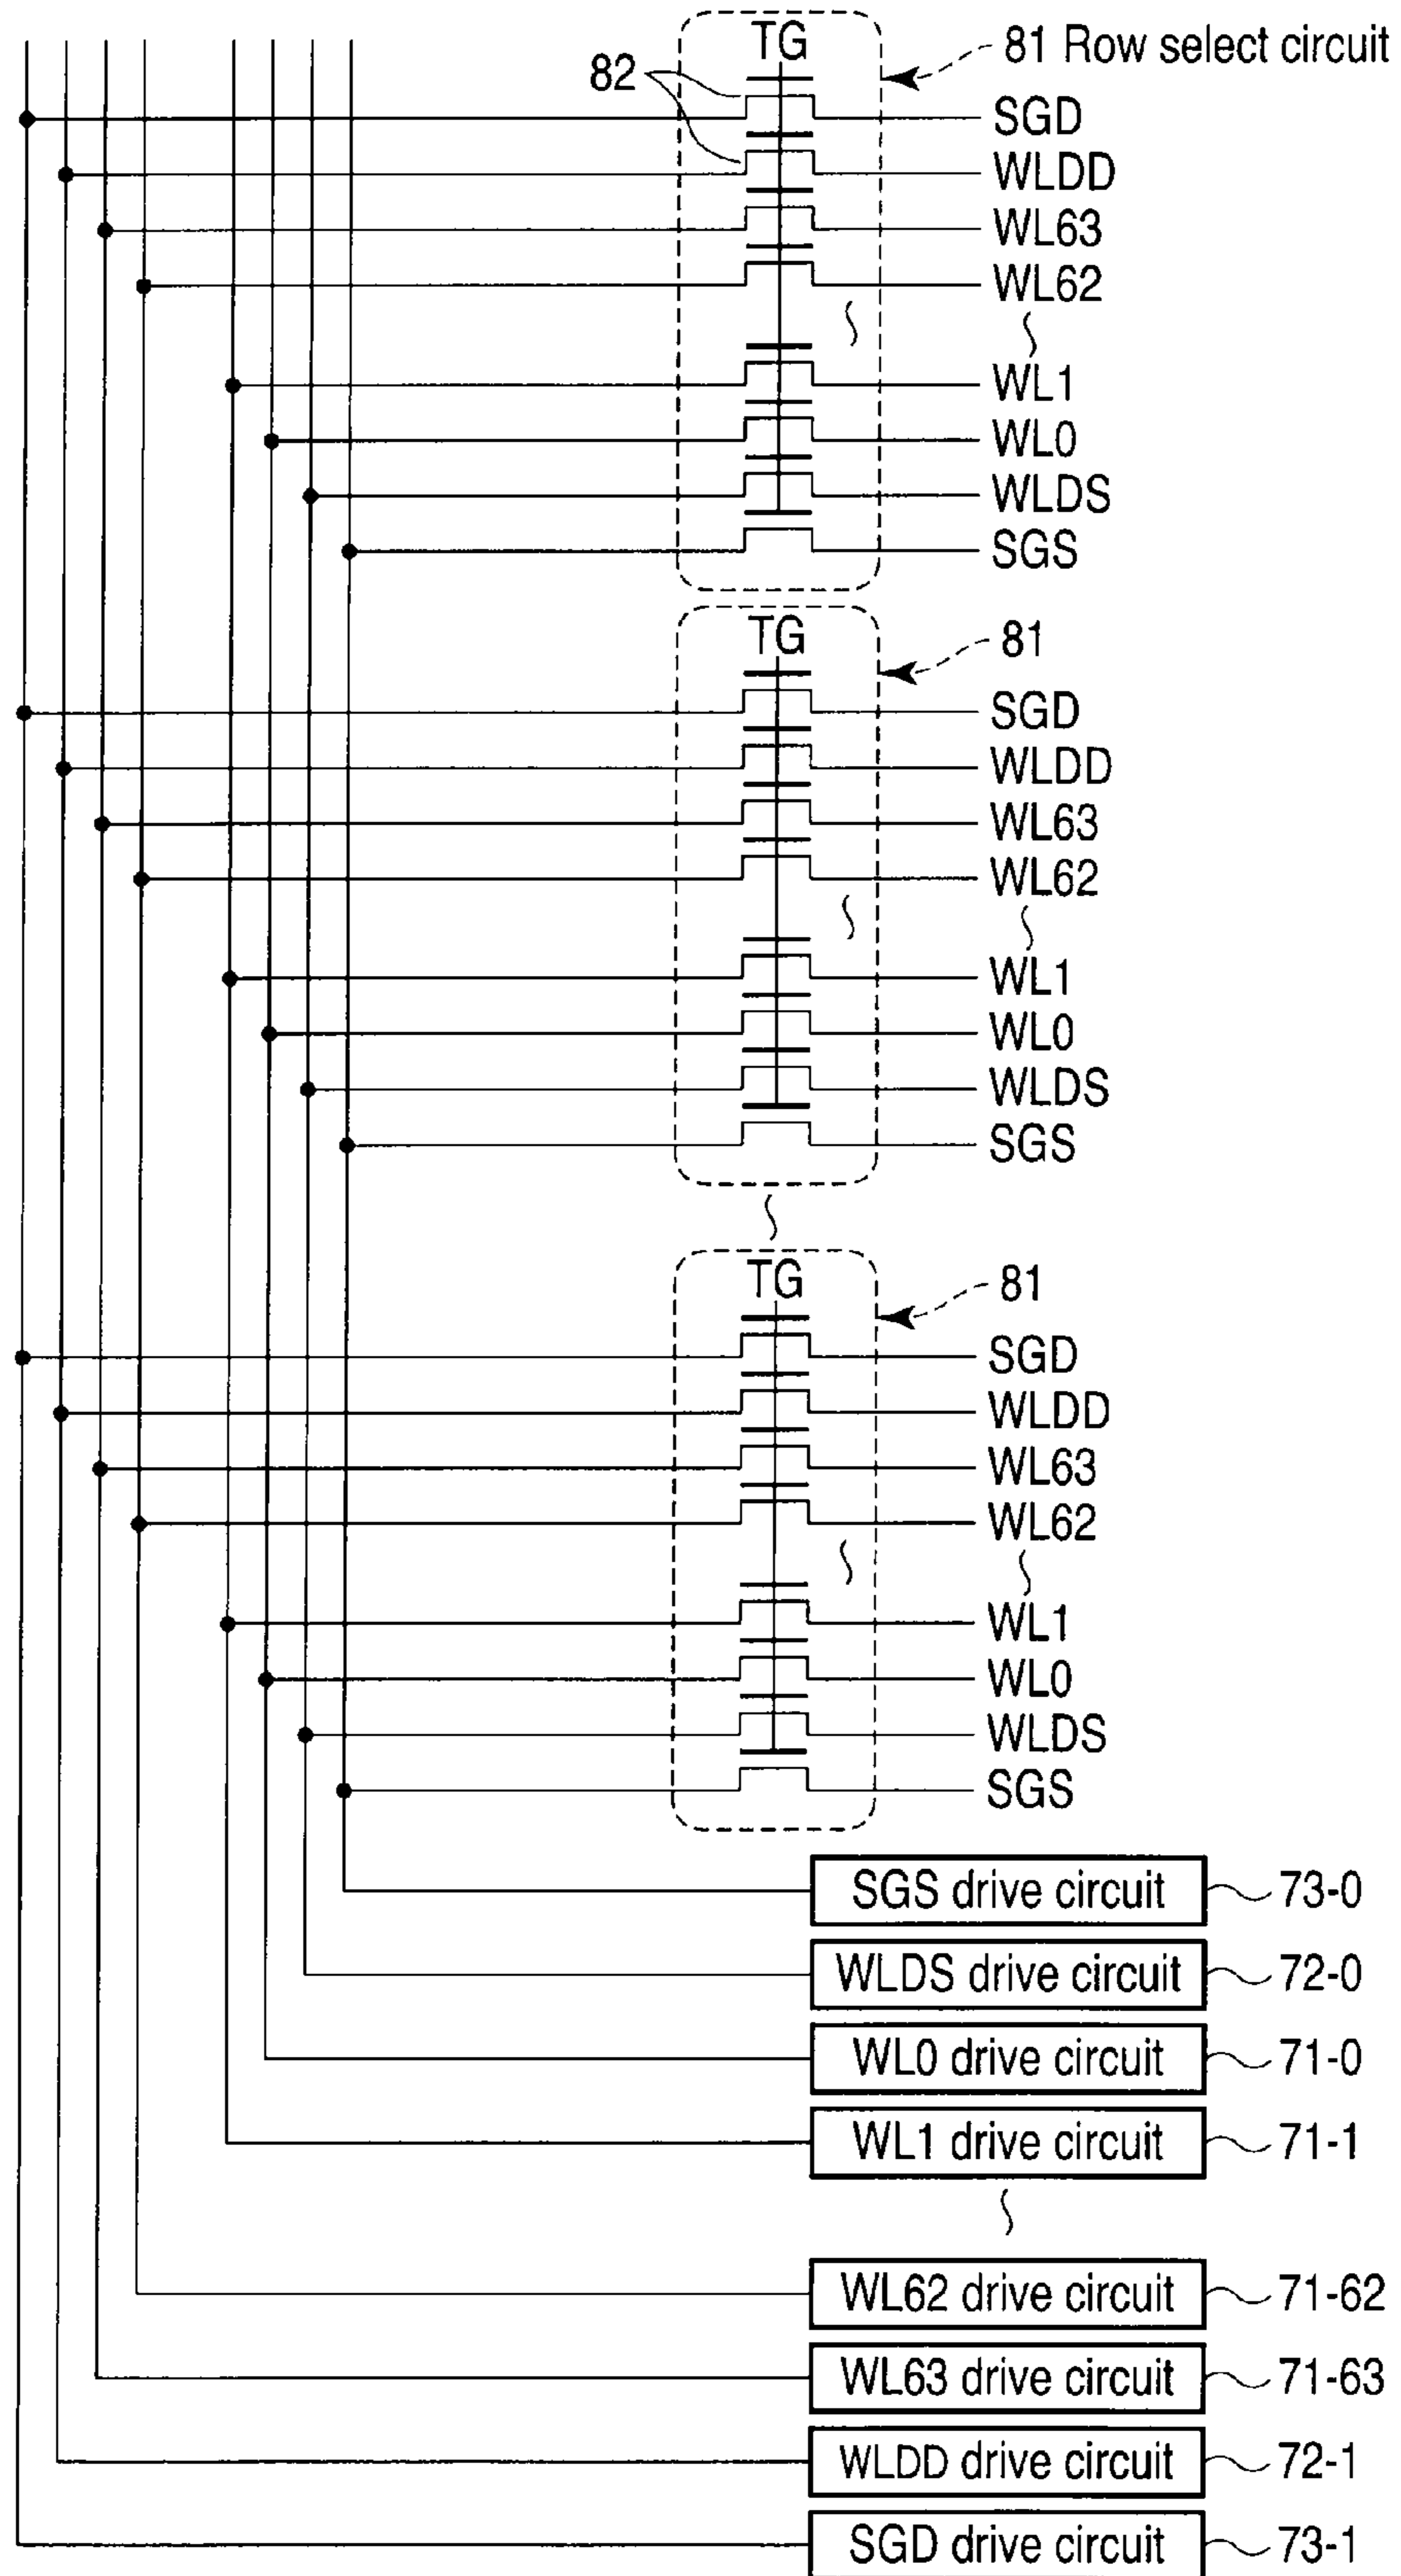 TG
81 Row select circuit
82
SGD
WLDD
WL63
WL62
WL1
WL0
WLDS
SGS
TG
81
SGD
WLDD
WL63
WL62
WL1
WL0
WLDS
SGS
TG
81
SGD
WLDD
WL63
WL62
WL1
WL0
WLDS
SGS
SGS drive circuit 73-0
WLDS drive circuit 72-0
WL0 drive circuit 71-0
WL1 drive circuit 71-1
WL62 drive circuit 71-62
WL63 drive circuit 71-63
WLDD drive circuit 72-1
SGD drive circuit 73-1